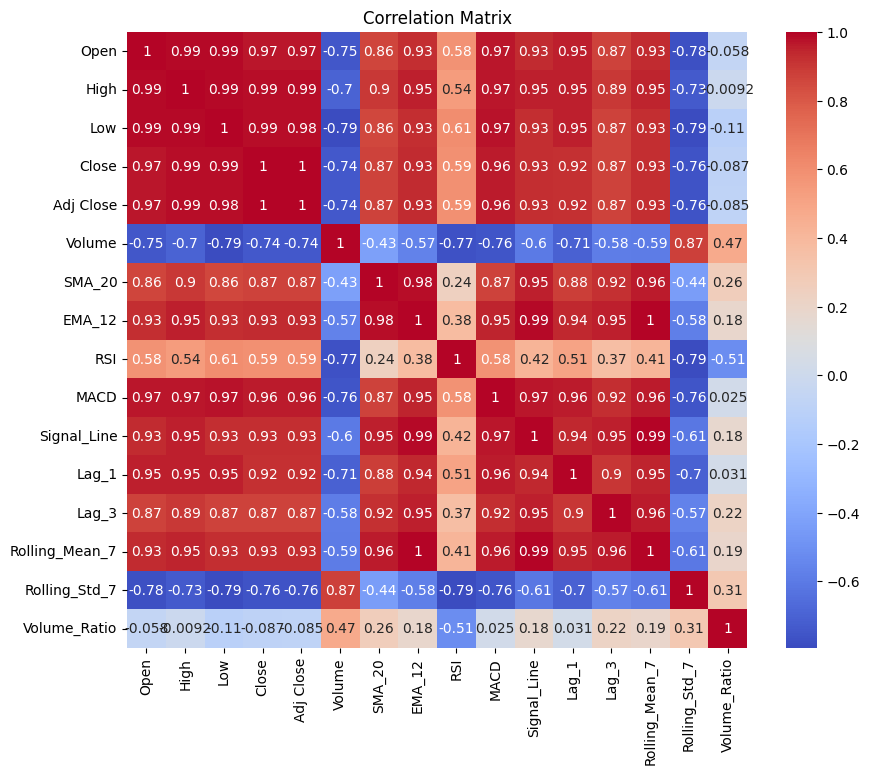 Correlation Matrix
Open 1 0.99 0.99 0.97 0.97 -0.75 0.86 0.93 0.58 0.97 0.93 0.95 0.87 0.93 -0.78 -0.058
High 0.99 1 0.99 0.99 0.99 -0.7 0.9 0.95 0.54 0.97 0.95 0.95 0.89 0.95 -0.73 -0.0092
Low 0.99 0.99 1 0.99 0.98 -0.79 0.86 0.93 0.61 0.97 0.93 0.95 0.87 0.93 -0.79 -0.11
Close 0.97 0.99 0.99 1 1 -0.74 0.87 0.93 0.59 0.96 0.93 0.92 0.87 0.93 -0.76 -0.087
Adj Close 0.97 0.99 0.98 1 1 -0.74 0.87 0.93 0.59 0.96 0.93 0.92 0.87 0.93 -0.76 -0.085
Volume -0.75 -0.7 -0.79 -0.74 -0.74 1 -0.43 -0.57 -0.77 -0.76 -0.6 -0.71 -0.58 -0.59 0.87 0.47
SMA_20 0.86 0.9 0.86 0.87 0.87 -0.43 1 0.98 0.24 0.87 0.95 0.88 0.92 0.96 -0.44 0.26
EMA_12 0.93 0.95 0.93 0.93 0.93 -0.57 0.98 1 0.38 0.95 0.99 0.94 0.95 1 -0.58 0.18
RSI 0.58 0.54 0.61 0.59 0.59 -0.77 0.24 0.38 1 0.58 0.42 0.51 0.37 0.41 -0.79 -0.51
MACD 0.97 0.97 0.97 0.96 0.96 -0.76 0.87 0.95 0.58 1 0.97 0.96 0.92 0.96 -0.76 0.025
Signal_Line 0.93 0.95 0.93 0.93 0.93 -0.6 0.95 0.99 0.42 0.97 1 0.94 0.95 0.99 -0.61 0.18
Lag_1 0.95 0.95 0.95 0.92 0.92 -0.71 0.88 0.94 0.51 0.96 0.94 1 0.9 0.95 -0.7 0.031
Lag_3 0.87 0.89 0.87 0.87 0.87 -0.58 0.92 0.95 0.37 0.92 0.95 0.9 1 0.96 -0.57 0.22
Rolling_Mean_7 0.93 0.95 0.93 0.93 0.93 -0.59 0.96 1 0.41 0.96 0.99 0.95 0.96 1 -0.61 0.19
Rolling_Std_7 -0.78 -0.73 -0.79 -0.76 -0.76 0.87 -0.44 -0.58 -0.79 -0.76 -0.61 -0.7 -0.57 -0.61 1 0.31
Volume_Ratio -0.058 -0.0092 -0.11 -0.087 -0.085 0.47 0.26 0.18 -0.51 0.025 0.18 0.031 0.22 0.19 0.31 1
Open High Low Close Adj Close Volume SMA_20 EMA_12 RSI MACD Signal_Line Lag_1 Lag_3 Rolling_Mean_7 Rolling_Std_7 Volume_Ratio
1.0
0.8
0.6
0.4
0.2
0.0
-0.2
-0.4
-0.6